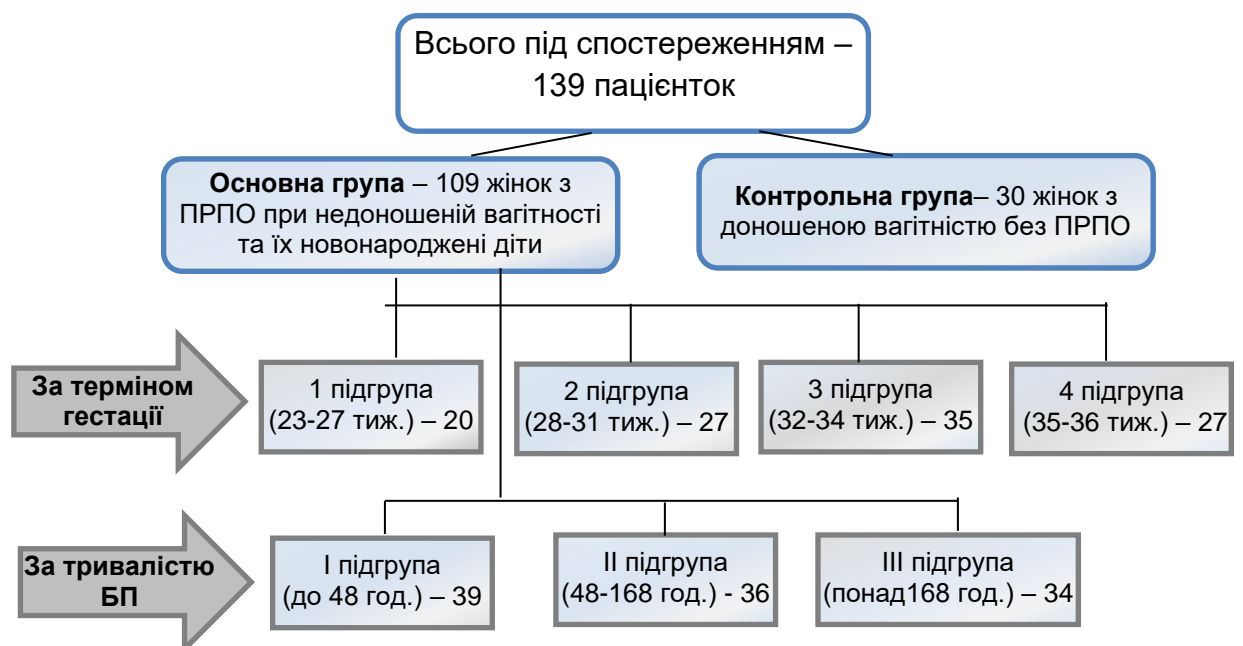 Всього під спостереженням –
139 пацієнток
Основна група – 109 жінок з
ПРПО при недоношеній вагітності
та їх новонароджені діти
Контрольна група– 30 жінок з
доношеною вагітністю без ПРПО
За терміном
гестації
1 підгрупа
(23-27 тиж.) – 20
2 підгрупа
(28-31 тиж.) – 27
3 підгрупа
(32-34 тиж.) – 35
4 підгрупа
(35-36 тиж.) – 27
За тривалістю
БП
І підгрупа
(до 48 год.) – 39
ІІ підгрупа
(48-168 год.) - 36
ІІІ підгрупа
(понад168 год.) – 34